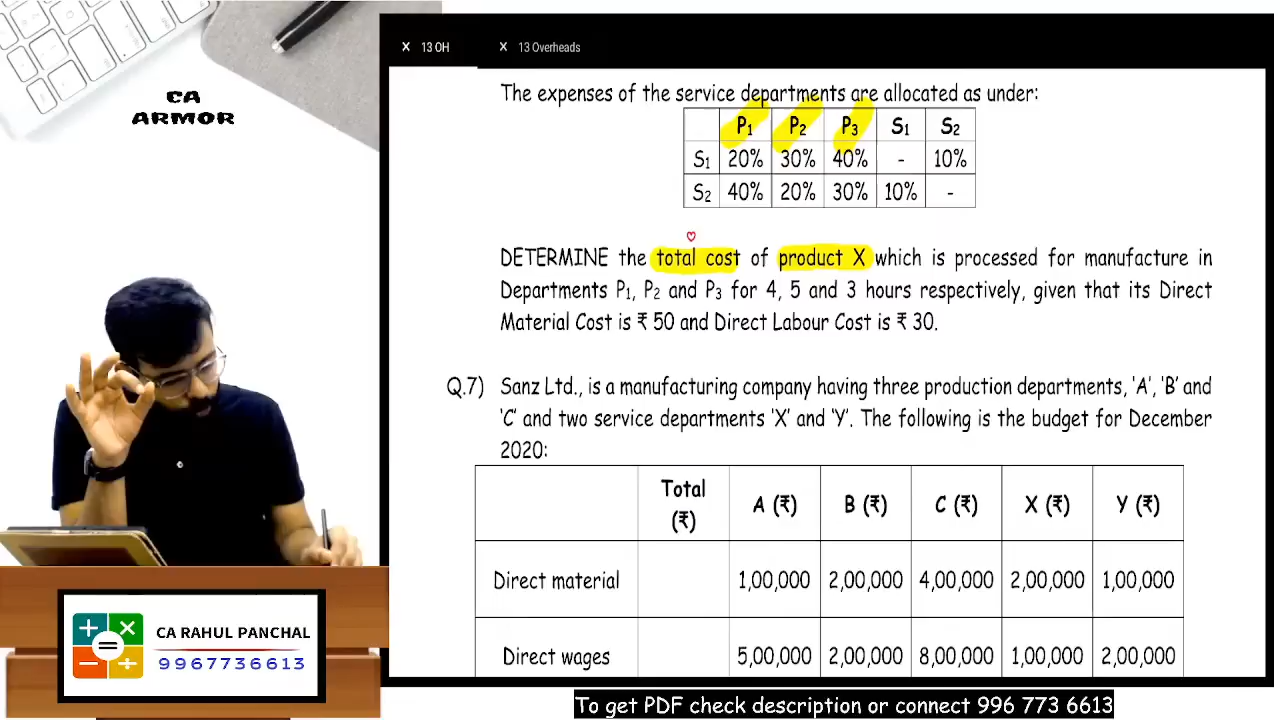 CA
ARMOR
× 13 OH × 13 Overheads
The expenses of the service departments are allocated as under:
P₁ P₂ P₃ S₁ S₂
S₁ 20% 30% 40% - 10%
S₂ 40% 20% 30% 10% -
DETERMINE the total cost of product X which is processed for manufacture in
Departments P₁, P₂ and P₃ for 4, 5 and 3 hours respectively, given that its Direct
Material Cost is ₹ 50 and Direct Labour Cost is ₹ 30.
Q.7) Sanz Ltd., is a manufacturing company having three production departments, 'A', 'B' and
'C' and two service departments 'X' and 'Y'. The following is the budget for December
2020:
Total
(₹) A (₹) B (₹) C (₹) X (₹) Y (₹)
Direct material 1,00,000 2,00,000 4,00,000 2,00,000 1,00,000
Direct wages 5,00,000 2,00,000 8,00,000 1,00,000 2,00,000
CA RAHUL PANCHAL
9967736613
To get PDF check description or connect 996 773 6613